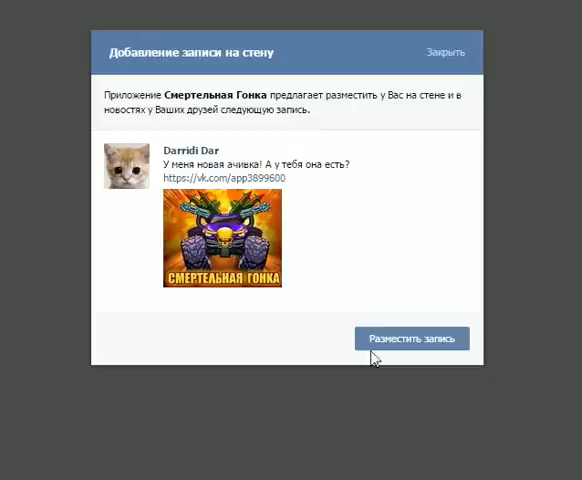 Добавление записи на стену
Закрыть
Приложение Смертельная Гонка предлагает разместить у Вас на стене и в
новостях у Ваших друзей следующую запись.
Darridi Dar
У меня новая ачивка! А у тебя она есть?
https://vk.com/app3899600
СМЕРТЕЛЬНАЯ ГОНКА
Разместить запись